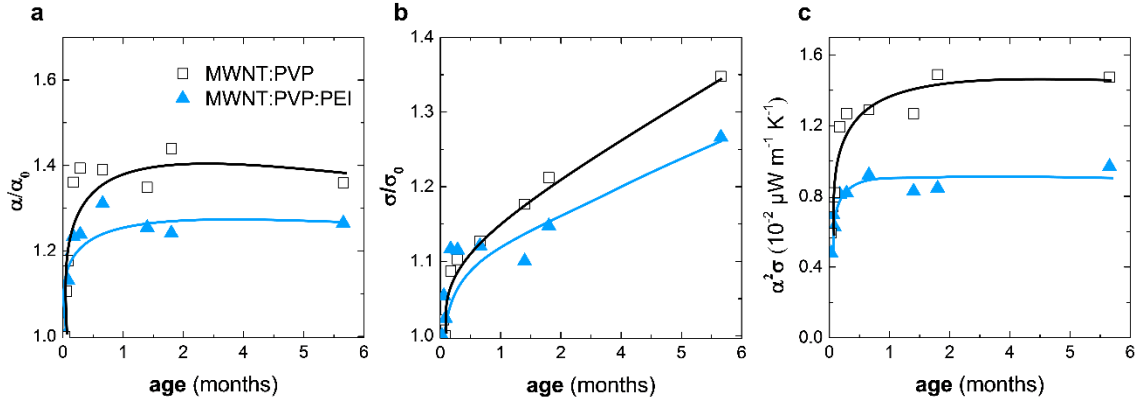 a
α/α₀
1.6
1.4
1.2
1.0
MWNT:PVP
MWNT:PVP:PEI
0 1 2 4 5 6
age (months)
b
σ/σ₀
1.4
1.3
1.2
1.1
1.0
0 1 2 4 5 6
age (months)
c
α²σ (10⁻² µW m⁻¹ K⁻¹)
1.6
1.2
0.8
0.4
0.0
0 1 2 4 5 6
age (months)